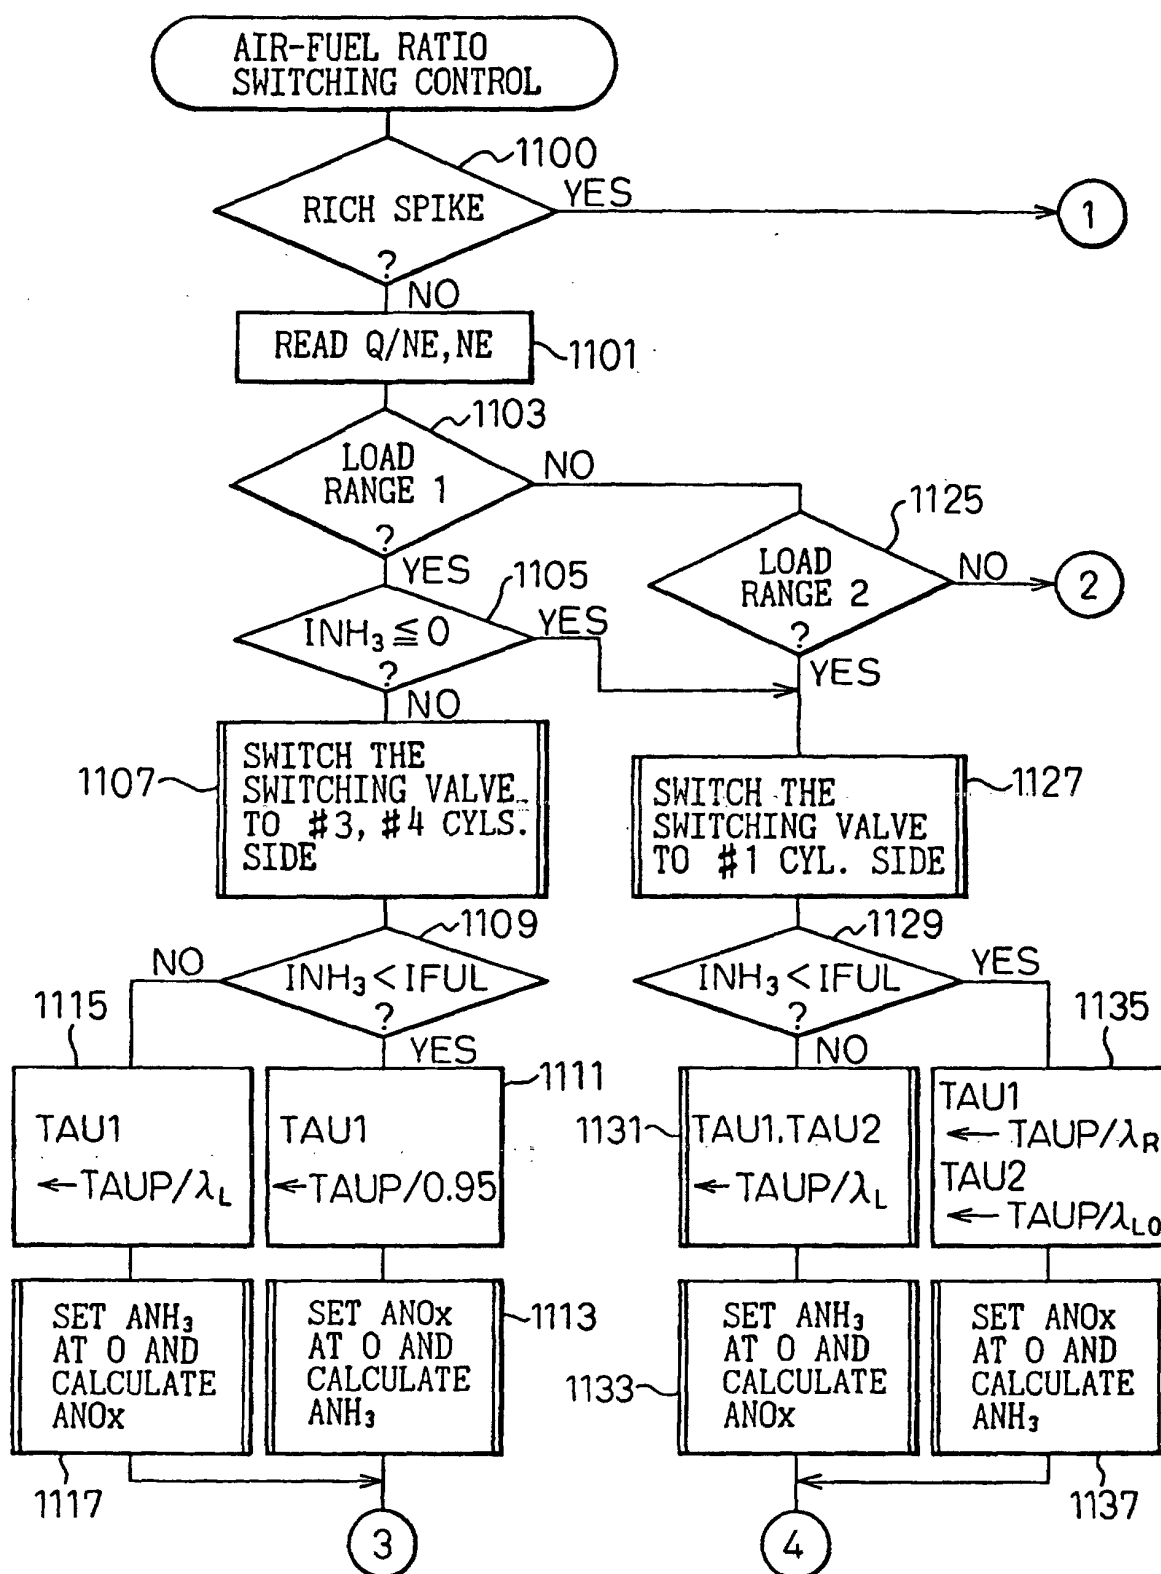 AIR-FUEL RATIO
SWITCHING CONTROL
1100
RICH SPIKE
?
YES
1
NO
READ Q/NE, NE
1101
1103
LOAD
RANGE 1
?
NO
YES
1125
LOAD
RANGE 2
?
NO
2
YES
1105
INH₃ ≦ 0
?
YES
NO
1107
SWITCH THE
SWITCHING VALVE
TO #3, #4 CYLS.
SIDE
1127
SWITCH THE
SWITCHING VALVE
TO #1 CYL. SIDE
1109
INH₃ < IFUL
?
NO
YES
1129
INH₃ < IFUL
?
YES
NO
1115
TAU1
← TAUP/λL
1111
TAU1
← TAUP/0.95
1131
TAU1, TAU2
← TAUP/λL
1135
TAU1
← TAUP/λR
TAU2
← TAUP/λLO
SET ANH₃
AT 0 AND
CALCULATE
ANOx
1117
SET ANOx
AT 0 AND
CALCULATE
ANH₃
1113
SET ANH₃
AT 0 AND
CALCULATE
ANOx
1133
SET ANOx
AT 0 AND
CALCULATE
ANH₃
1137
3
4